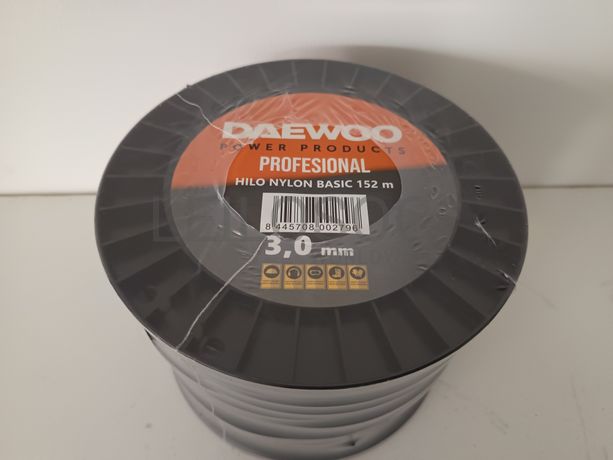 DAEWOO
POWER PRODUCTS
PROFESIONAL
HILO NYLON BASIC 152 m
8 445708 002796
3,0 mm